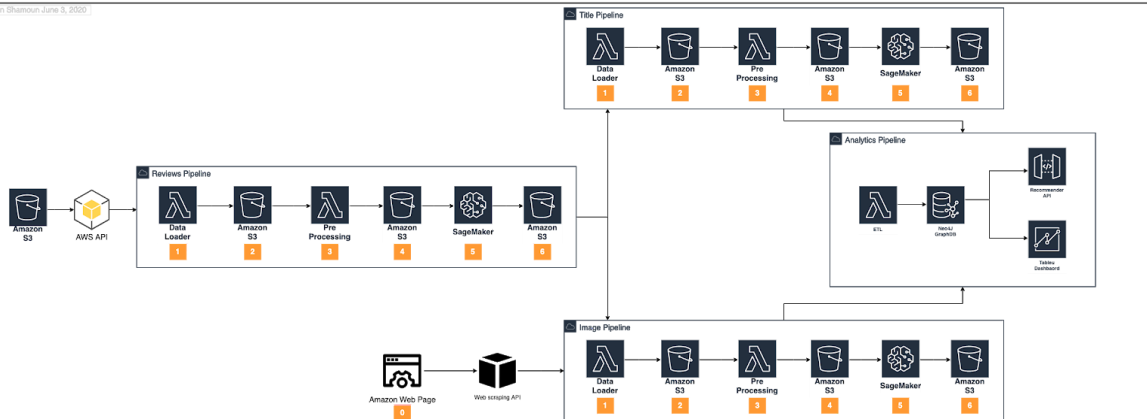 n Shamoun June 3, 2020
Title Pipeline
Data
Loader
1
Amazon
S3
2
Pre
Processing
3
Amazon
S3
4
SageMaker
5
Amazon
S3
6
Analytics Pipeline
ETL
Neo4J
GraphDB
Recommender
API
Tableu
Dashboard
Amazon
S3
AWS API
Reviews Pipeline
Data
Loader
1
Amazon
S3
2
Pre
Processing
3
Amazon
S3
4
SageMaker
5
Amazon
S3
6
Amazon Web Page
0
Web scraping API
Image Pipeline
Data
Loader
1
Amazon
S3
2
Pre
Processing
3
Amazon
S3
4
SageMaker
5
Amazon
S3
6